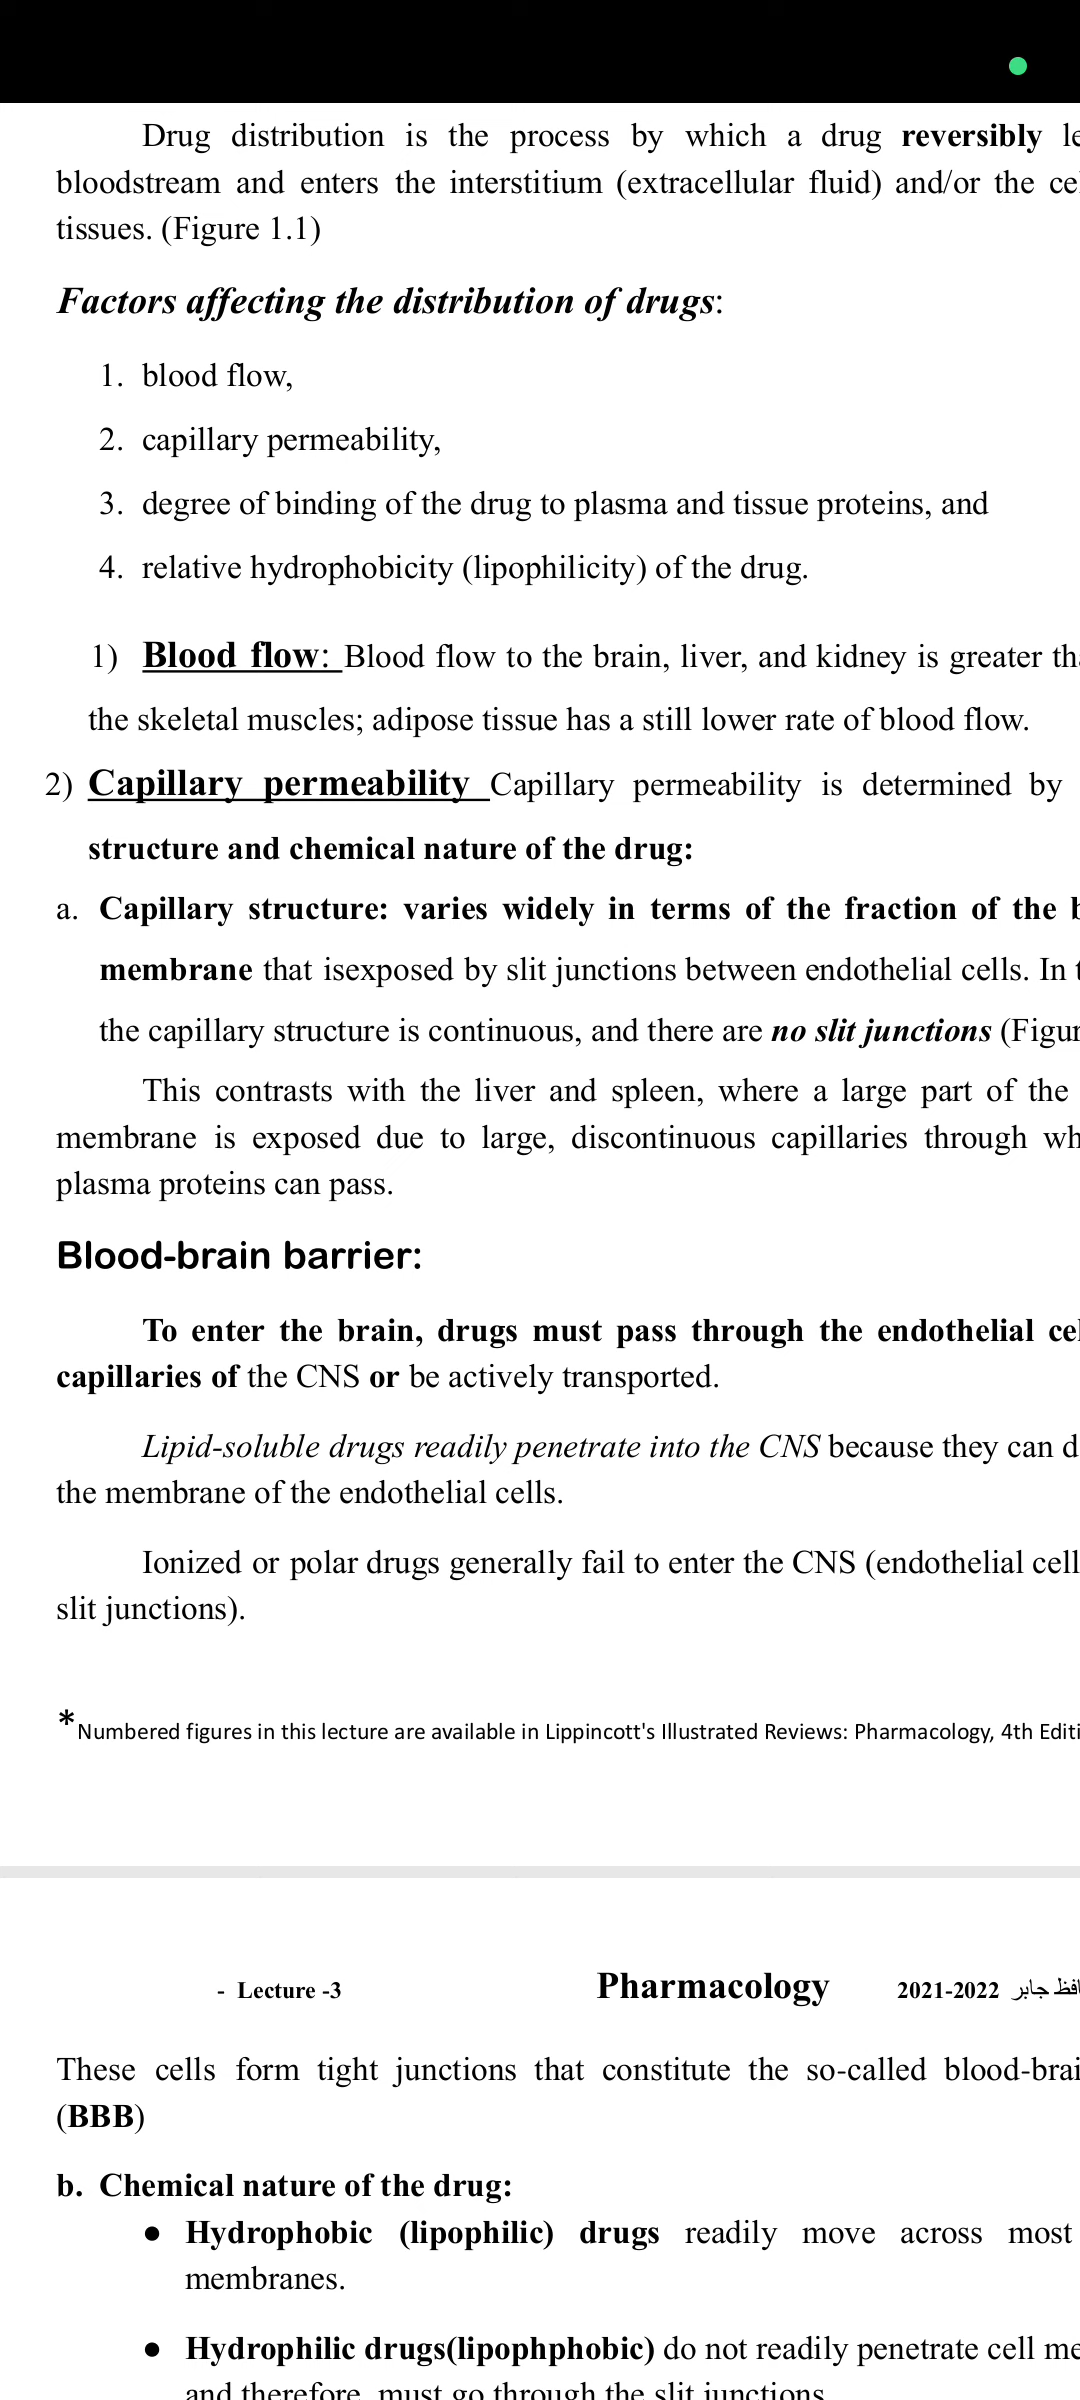 Drug distribution is the process by which a drug reversibly
bloodstream and enters the interstitium (extracellular fluid) and/or the
tissues. (Figure 1.1)
Factors affecting the distribution of drugs:
1. blood flow,
2. capillary permeability,
3. degree of binding of the drug to plasma and tissue proteins, and
4. relative hydrophobicity (lipophilicity) of the drug.
1) Blood flow: Blood flow to the brain, liver, and kidney is greater
the skeletal muscles; adipose tissue has a still lower rate of blood flow.
2) Capillary permeability Capillary permeability is determined by
structure and chemical nature of the drug:
a. Capillary structure: varies widely in terms of the fraction of the
membrane that isexposed by slit junctions between endothelial cells. In
the capillary structure is continuous, and there are no slit junctions
This contrasts with the liver and spleen, where a large part of the
membrane is exposed due to large, discontinuous capillaries through
plasma proteins can pass.
Blood-brain barrier:
To enter the brain, drugs must pass through the endothelial
capillaries of the CNS or be actively transported.
Lipid-soluble drugs readily penetrate into the CNS because they can
the membrane of the endothelial cells.
Ionized or polar drugs generally fail to enter the CNS (endothelial
slit junctions).
*Numbered figures in this lecture are available in Lippincott's Illustrated Reviews: Pharmacology, 4th
- Lecture -3 Pharmacology 2021-2022 جابر
These cells form tight junctions that constitute the so-called
(BBB)
b. Chemical nature of the drug:
● Hydrophobic (lipophilic) drugs readily move across most
membranes.
● Hydrophilic drugs(lipophphobic) do not readily penetrate cell
and therefore, must go through the slit junctions